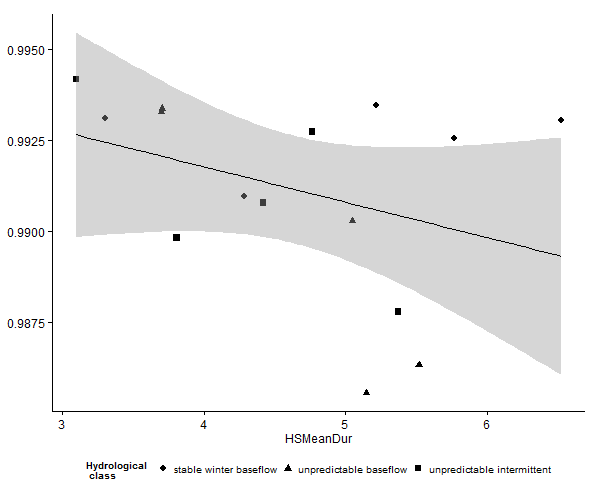 0.9950
0.9925
0.9900
0.9875
3 4 5 6
HSMeanDur
Hydrological
class
stable winter baseflow unpredictable baseflow unpredictable intermittent